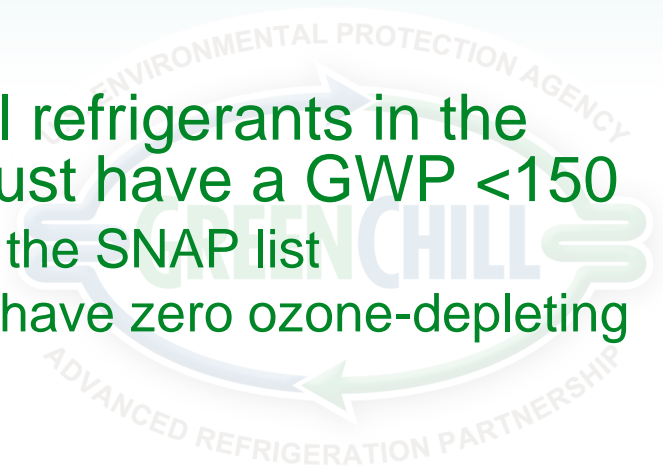 ENVIRONMENTAL PROTECTION AGENCY
l refrigerants in the
ust have a GWP <150
the SNAP list
GREENCHILL
have zero ozone-depleting
ADVANCED REFRIGERATION PARTNERSHIP